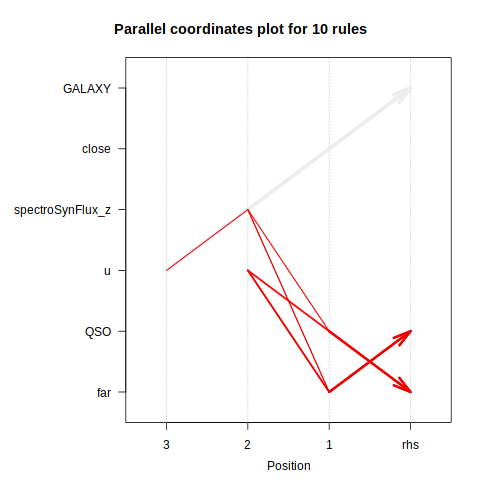 Parallel coordinates plot for 10 rules
GALAXY
close
spectroSynFlux_z
u
QSO
far
3 2 1 rhs
Position